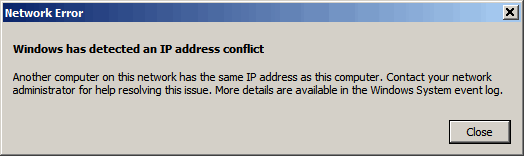 Network Error
Windows has detected an IP address conflict
Another computer on this network has the same IP address as this computer. Contact your network
administrator for help resolving this issue. More details are available in the Windows System event log.
Close